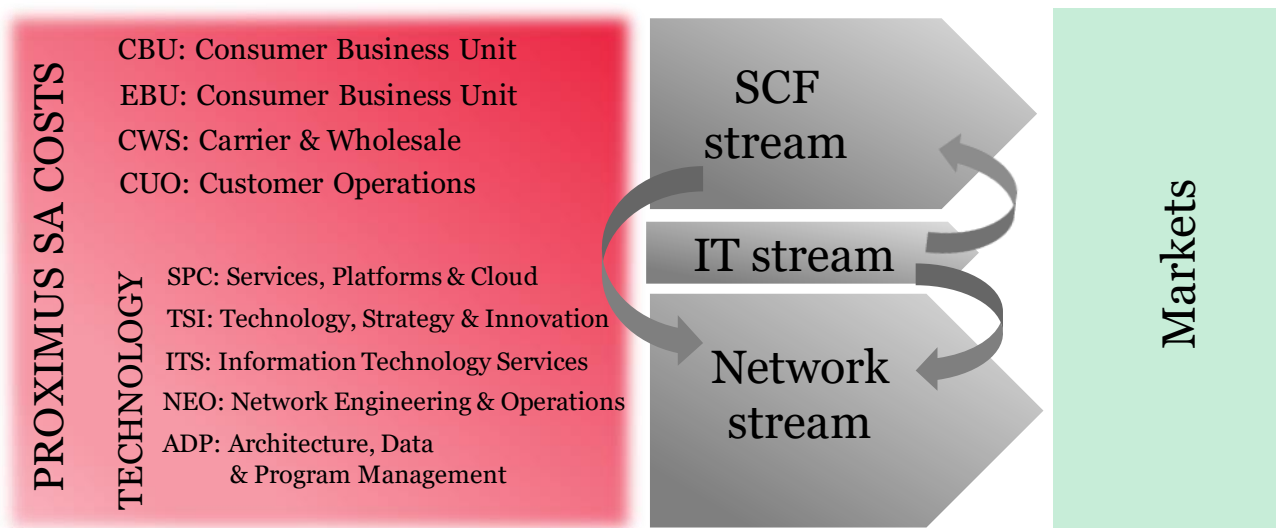 PROXIMUS SA COSTS
CBU: Consumer Business Unit
EBU: Consumer Business Unit
CWS: Carrier & Wholesale
CUO: Customer Operations
TECHNOLOGY
SPC: Services, Platforms & Cloud
TSI: Technology, Strategy & Innovation
ITS: Information Technology Services
NEO: Network Engineering & Operations
ADP: Architecture, Data
& Program Management
SCF
stream
IT stream
Network
stream
Markets